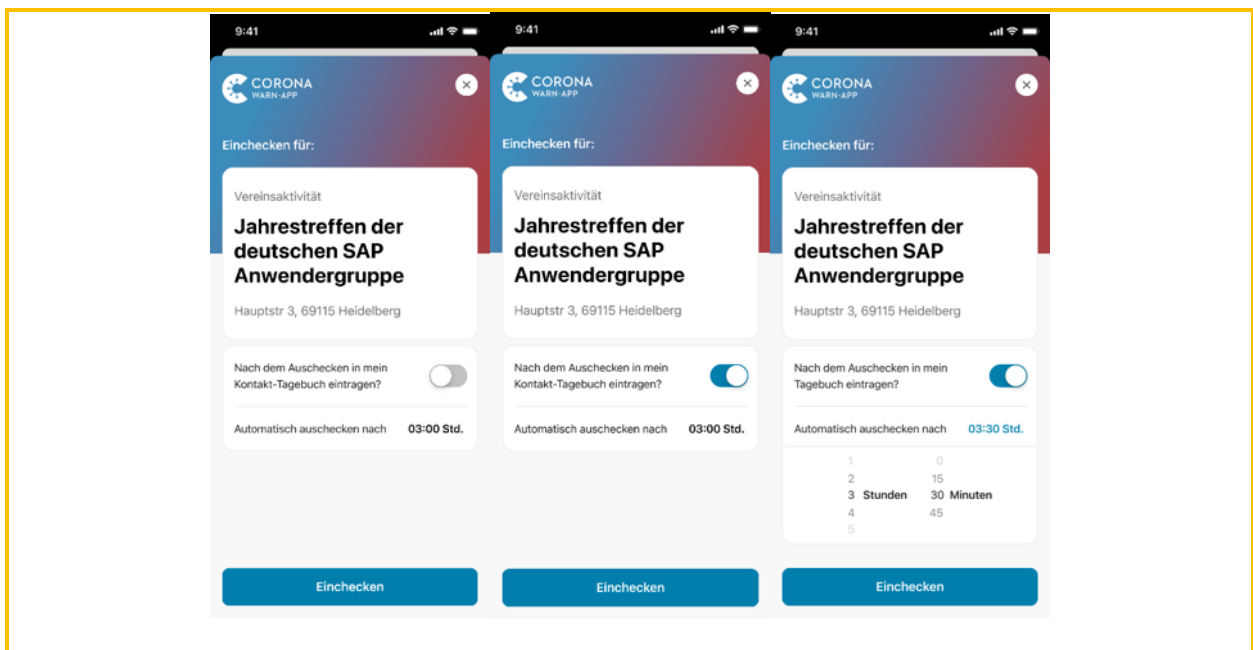 9:41
CORONA
WARN-APP
Einchecken für:
Vereinsaktivität
Jahrestreffen der
deutschen SAP
Anwendergruppe
Hauptstr 3, 69115 Heidelberg
Nach dem Auschecken in mein
Kontakt-Tagebuch eintragen?
Automatisch auschecken nach 03:00 Std.
Einchecken
9:41
CORONA
WARN-APP
Einchecken für:
Vereinsaktivität
Jahrestreffen der
deutschen SAP
Anwendergruppe
Hauptstr 3, 69115 Heidelberg
Nach dem Auschecken in mein
Kontakt-Tagebuch eintragen?
Automatisch auschecken nach 03:00 Std.
Einchecken
9:41
CORONA
WARN-APP
Einchecken für:
Vereinsaktivität
Jahrestreffen der
deutschen SAP
Anwendergruppe
Hauptstr 3, 69115 Heidelberg
Nach dem Auschecken in mein
Tagebuch eintragen?
Automatisch auschecken nach 03:30 Std.
1 0
2 15
3 Stunden 30 Minuten
4 45
5
Einchecken